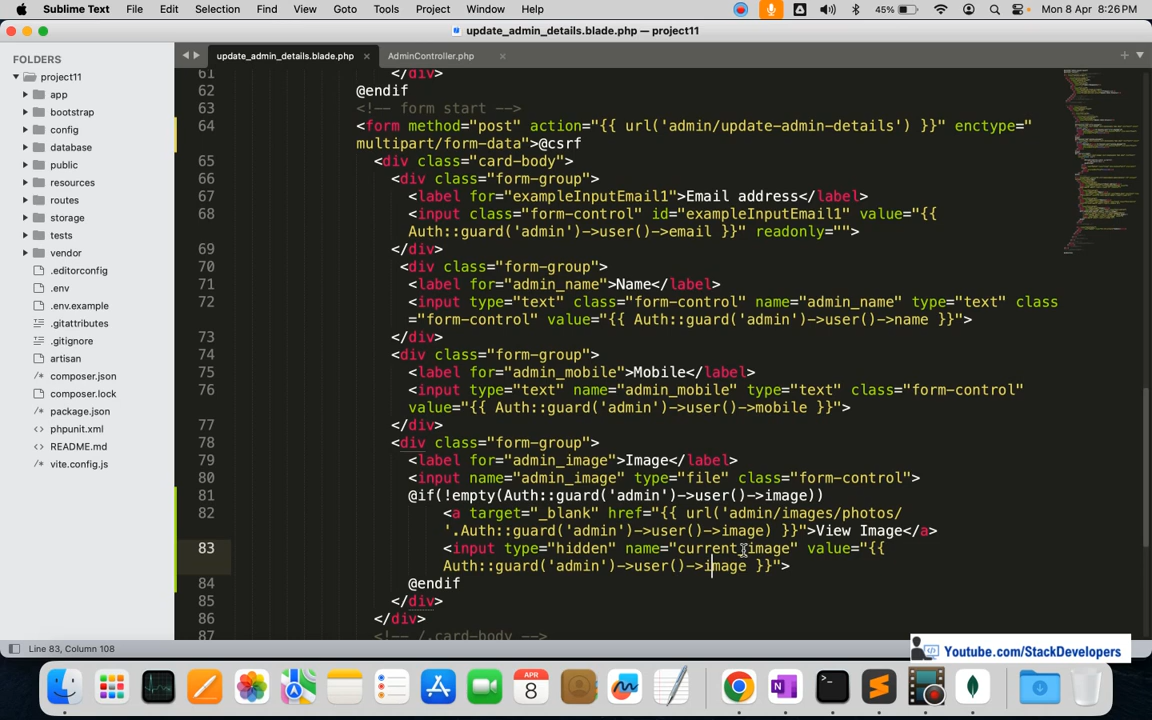 Sublime Text File Edit Selection Find View Goto Tools Project Window Help 45% Mon 8 Apr 8:26 PM
update_admin_details.blade.php — project11
FOLDERS
project11
app
bootstrap
config
database
public
resources
routes
storage
tests
vendor
.editorconfig
.env
.env.example
.gitattributes
.gitignore
artisan
composer.json
composer.lock
package.json
phpunit.xml
README.md
vite.config.js
update_admin_details.blade.php × AdminController.php ×
61 </div>
62 @endif
63 <!-- form start -->
64 <form method="post" action="{{ url('admin/update-admin-details') }}" enctype="
multipart/form-data">@csrf
65 <div class="card-body">
66 <div class="form-group">
67 <label for="exampleInputEmail1">Email address</label>
68 <input class="form-control" id="exampleInputEmail1" value="{{
Auth::guard('admin')->user()->email }}" readonly="">
69 </div>
70 <div class="form-group">
71 <label for="admin_name">Name</label>
72 <input type="text" class="form-control" name="admin_name" type="text" class
="form-control" value="{{ Auth::guard('admin')->user()->name }}">
73 </div>
74 <div class="form-group">
75 <label for="admin_mobile">Mobile</label>
76 <input type="text" name="admin_mobile" type="text" class="form-control"
value="{{ Auth::guard('admin')->user()->mobile }}">
77 </div>
78 <div class="form-group">
79 <label for="admin_image">Image</label>
80 <input name="admin_image" type="file" class="form-control">
81 @if(!empty(Auth::guard('admin')->user()->image))
82 <a target="_blank" href="{{ url('admin/images/photos/
'.Auth::guard('admin')->user()->image) }}">View Image</a>
83 <input type="hidden" name="current_image" value="{{
Auth::guard('admin')->user()->image }}">
84 @endif
85 </div>
86 </div>
87 <!-- /.card-body -->
Line 83, Column 108
Youtube.com/StackDevelopers
APR
8